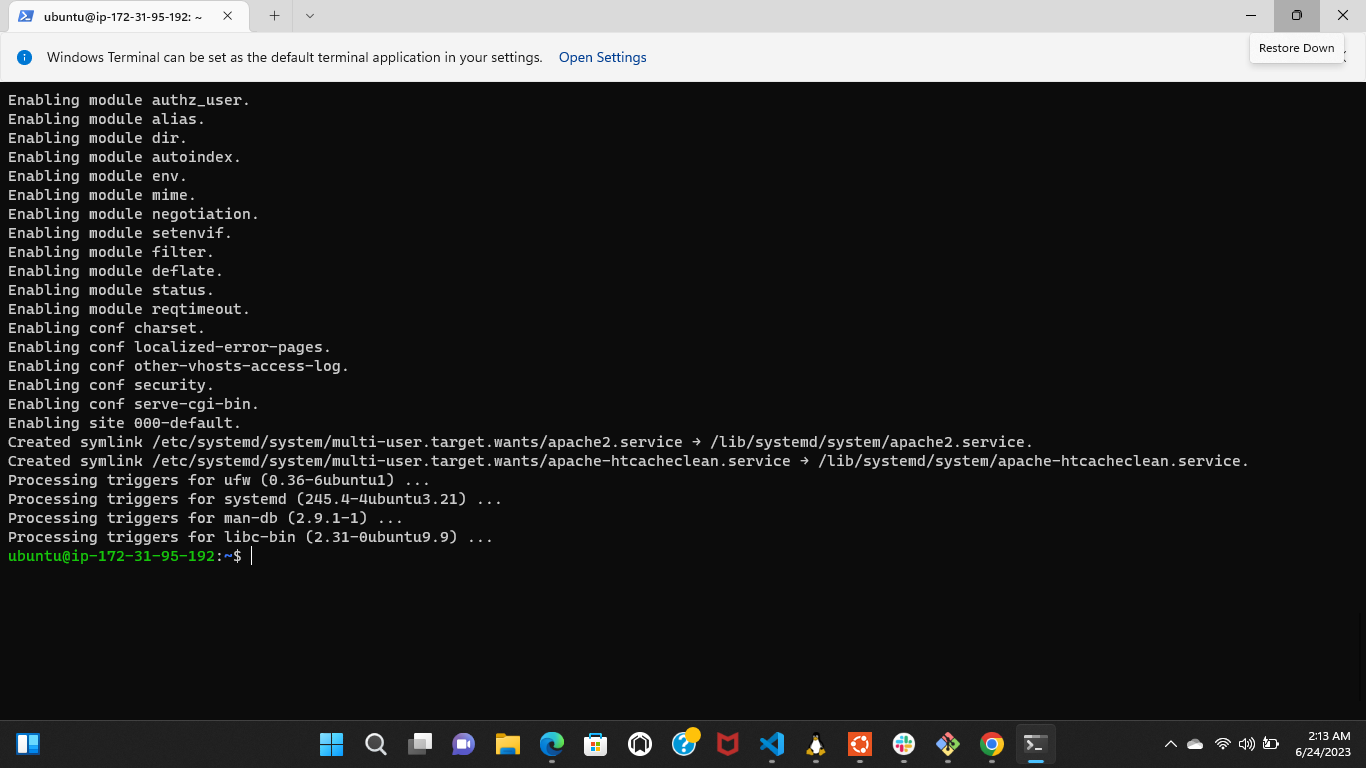 ubuntu@ip-172-31-95-192: ~
Windows Terminal can be set as the default terminal application in your settings. Open Settings
Restore Down
Enabling module authz_user.
Enabling module alias.
Enabling module dir.
Enabling module autoindex.
Enabling module env.
Enabling module mime.
Enabling module negotiation.
Enabling module setenvif.
Enabling module filter.
Enabling module deflate.
Enabling module status.
Enabling module reqtimeout.
Enabling conf charset.
Enabling conf localized-error-pages.
Enabling conf other-vhosts-access-log.
Enabling conf security.
Enabling conf serve-cgi-bin.
Enabling site 000-default.
Created symlink /etc/systemd/system/multi-user.target.wants/apache2.service → /lib/systemd/system/apache2.service.
Created symlink /etc/systemd/system/multi-user.target.wants/apache-htcacheclean.service → /lib/systemd/system/apache-htcacheclean.service.
Processing triggers for ufw (0.36-6ubuntu1) ...
Processing triggers for systemd (245.4-4ubuntu3.21) ...
Processing triggers for man-db (2.9.1-1) ...
Processing triggers for libc-bin (2.31-0ubuntu9.9) ...
ubuntu@ip-172-31-95-192:~$
2:13 AM
6/24/2023